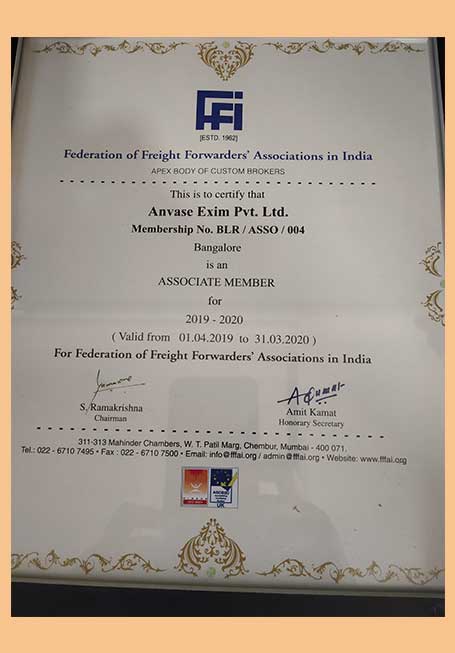 FFFi
[ESTD. 1962]
Federation of Freight Forwarders' Associations in India
APEX BODY OF CUSTOM BROKERS
This is to certify that
Anvase Exim Pvt. Ltd.
Membership No. BLR / ASSO / 004
Bangalore
is an
ASSOCIATE MEMBER
for
2019 - 2020
( Valid from 01.04.2019 to 31.03.2020 )
For Federation of Freight Forwarders' Associations in India
S. Ramakrishna
Chairman
Amit Kamat
Honorary Secretary
311-313 Mahinder Chambers, W. T. Patil Marg, Chembur, Mumbai - 400 071.
Tel.: 022 - 6710 7495 • Fax : 022 - 6710 7500 • Email: info@fffai.org / admin@fffai.org • Website: www.fffai.org
UK